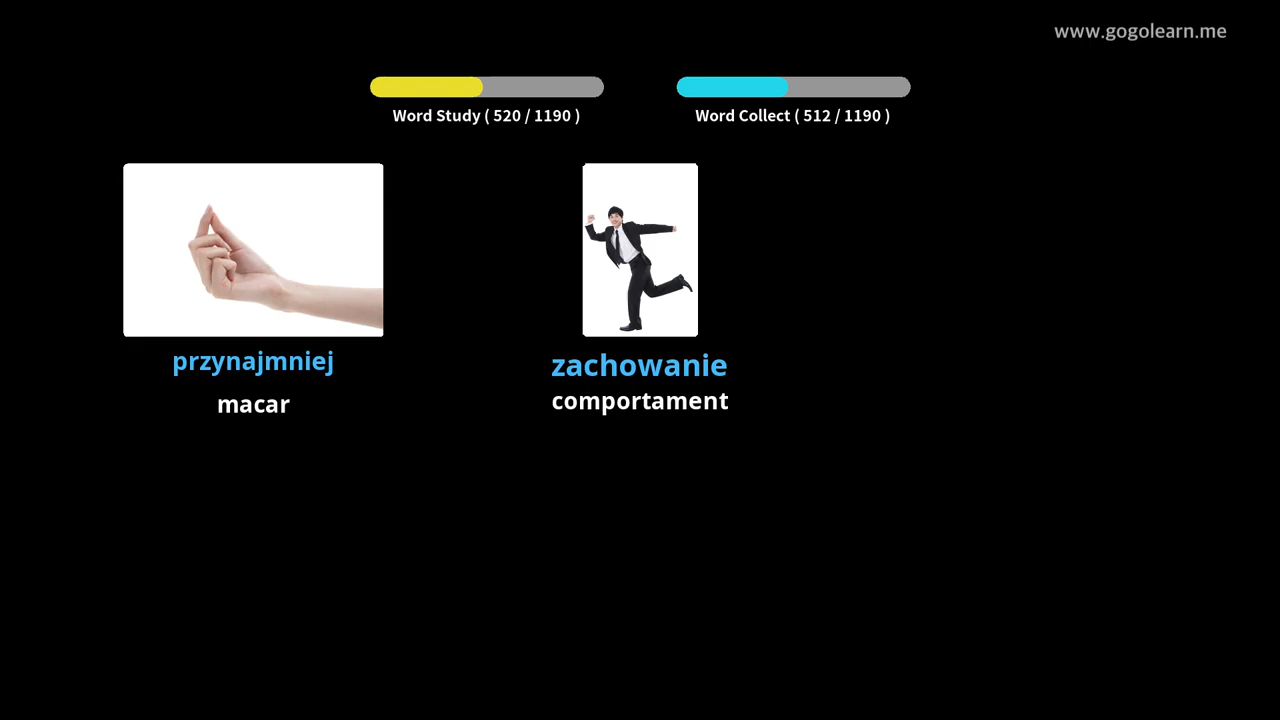 www.gogolearn.me
Word Study ( 520 / 1190 )
Word Collect ( 512 / 1190 )
przynajmniej
macar
zachowanie
comportament